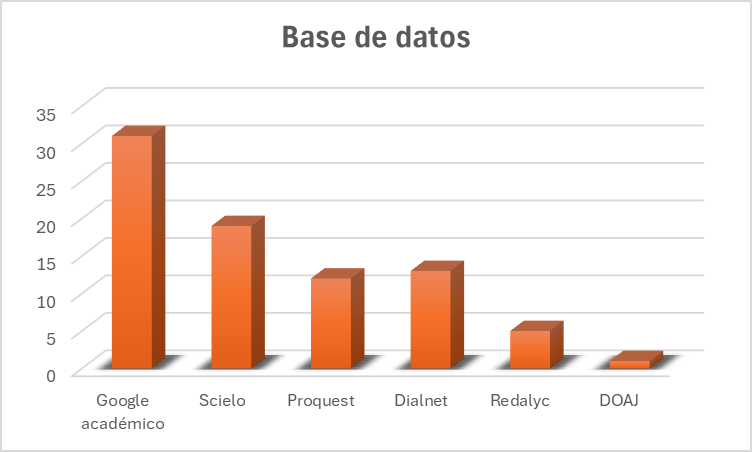 Base de datos
35
30
25
20
15
10
5
0
Google académico
Scielo
Proquest
Dialnet
Redalyc
DOAJ